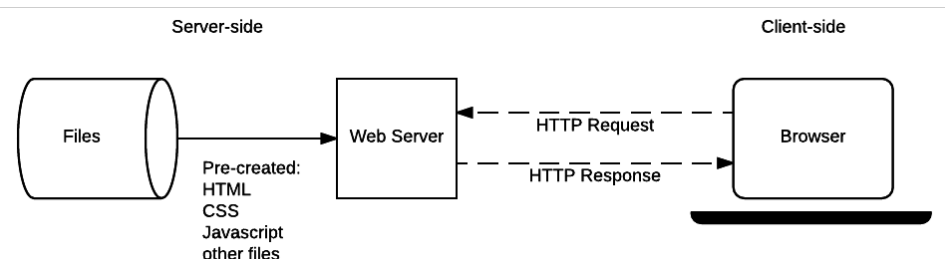 Server-side
Client-side
Files
Web Server
Browser
HTTP Request
HTTP Response
Pre-created:
HTML
CSS
Javascript
other files